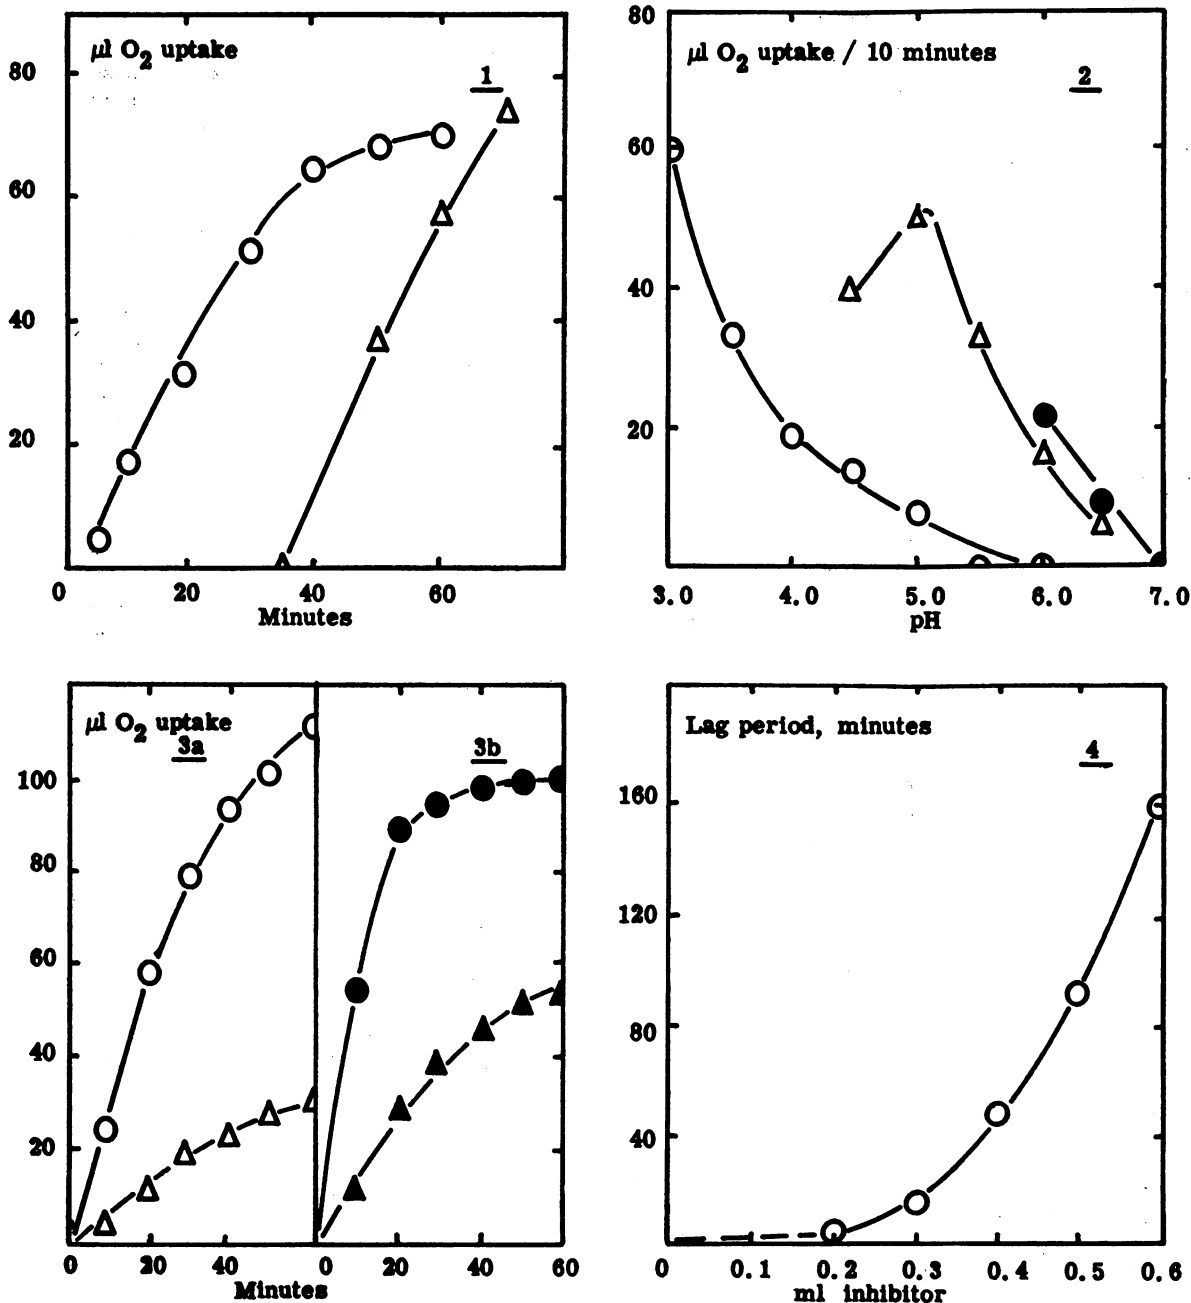 μl O2 uptake
1
80
60
40
20
0 20 40 60
Minutes
80
μl O2 uptake / 10 minutes
2
60
40
20
3.0 4.0 5.0 6.0 7.0
pH
μl O2 uptake
3a
3b
100
80
60
40
20
0 20 40 0 20 40 60
Minutes
Lag period, minutes
4
160
120
80
40
0 0.1 0.2 0.3 0.4 0.5 0.6
ml inhibitor